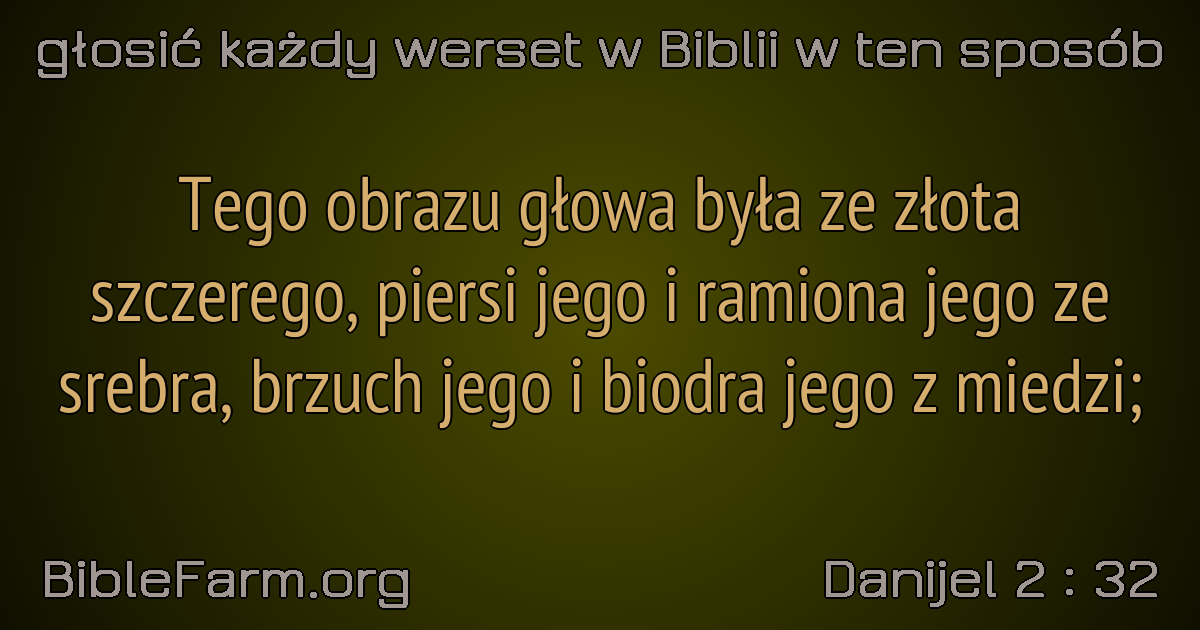 głosić każdy werset w Biblii w ten sposób
Tego obrazu głowa była ze złota
szczerego, piersi jego i ramiona jego ze
srebra, brzuch jego i biodra jego z miedzi;
BibleFarm.org
Danijel 2 : 32